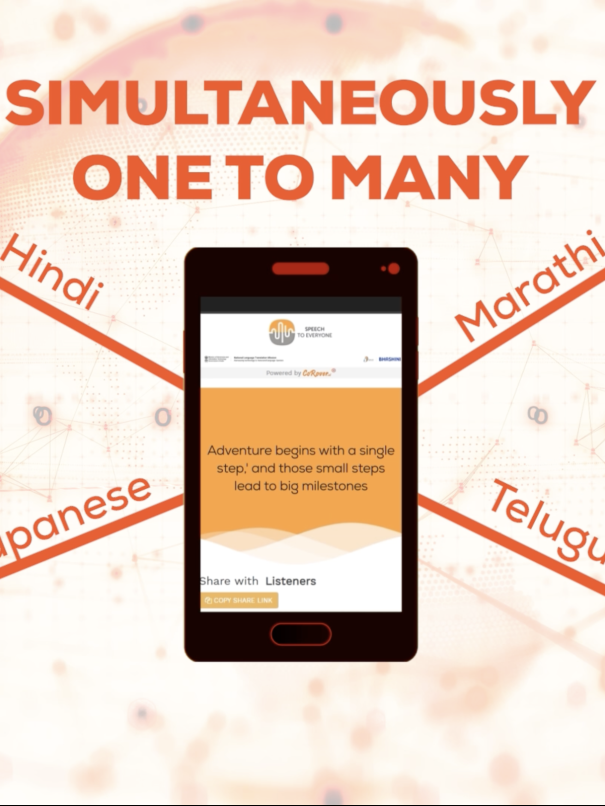 SIMULTANEOUSLY
ONE TO MANY
Hindi
Marathi
SPEECH
TO EVERYONE
BHASHINI
Powered by
Adventure begins with a single
step,' and those small steps
lead to big milestones
apanese
Telugu
Share with Listeners
COPY SHARE LINK